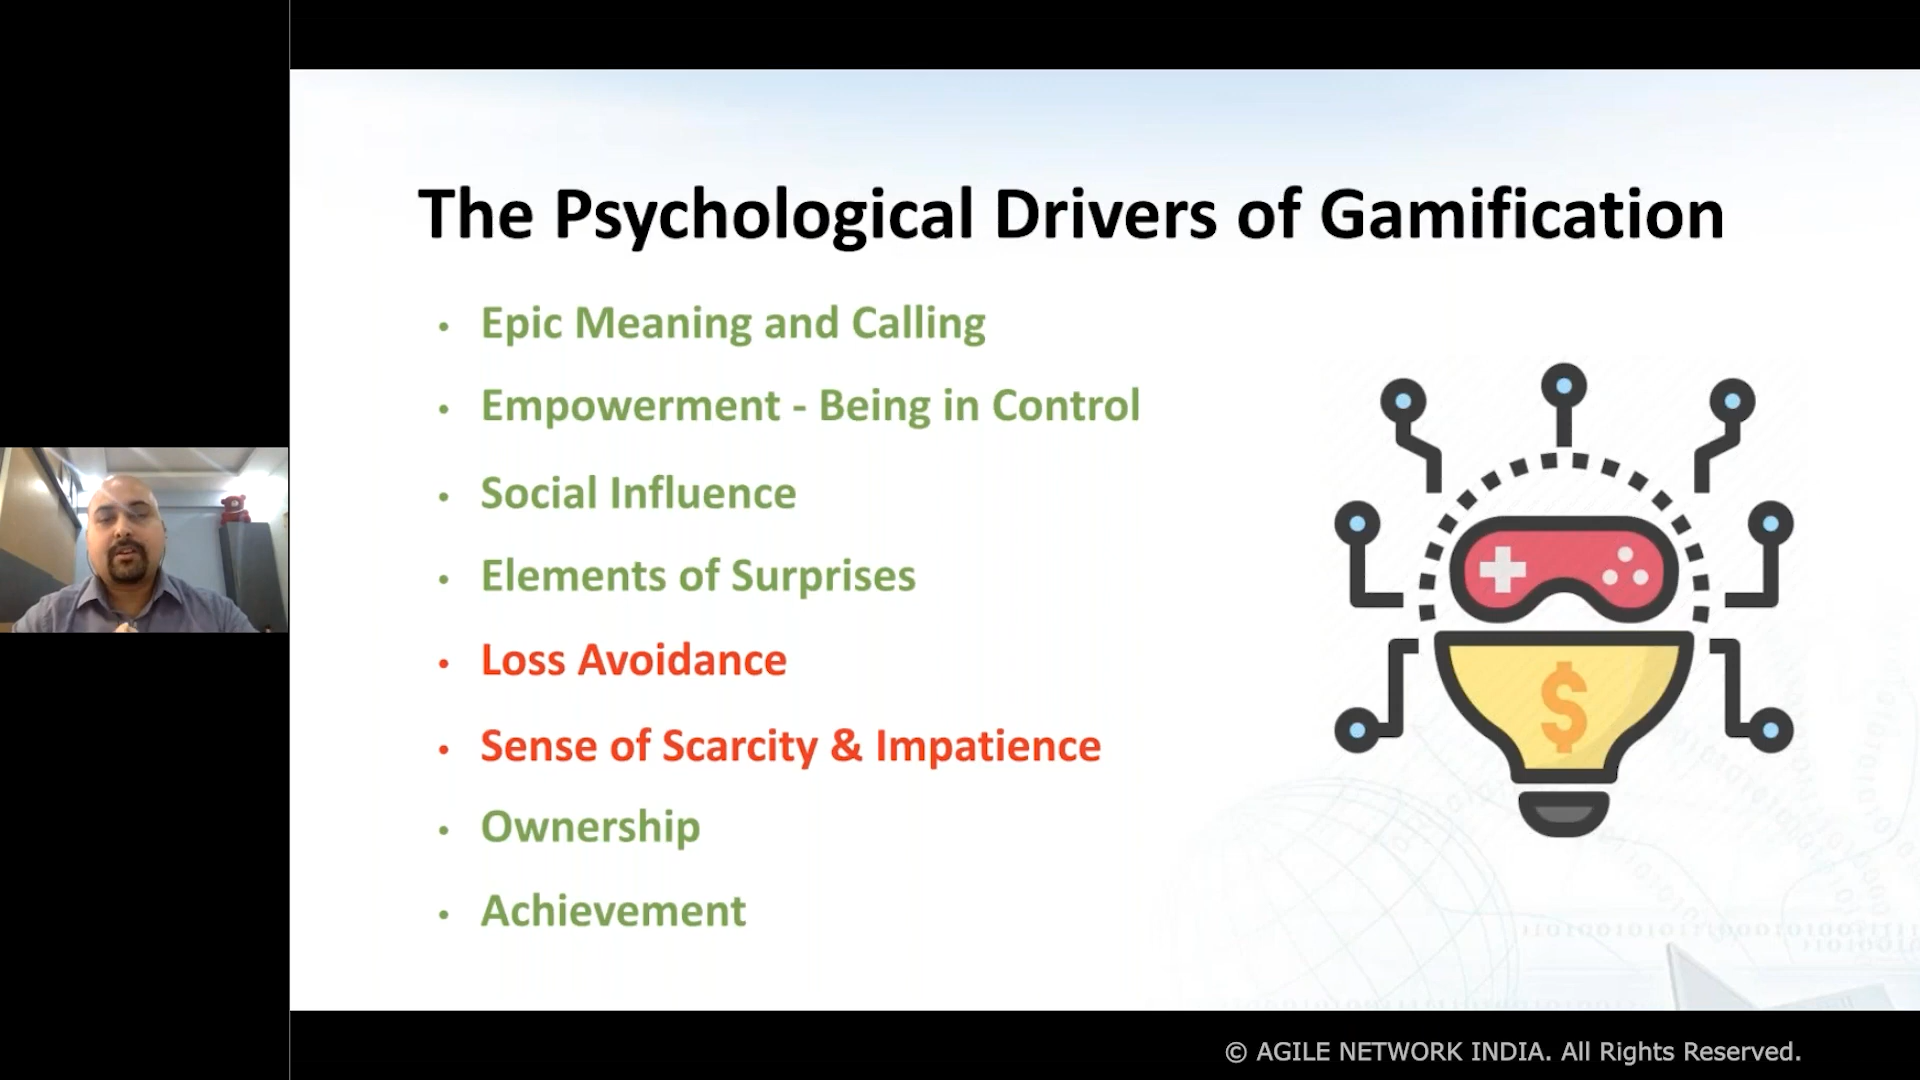 The Psychological Drivers of Gamification
• Epic Meaning and Calling
• Empowerment - Being in Control
• Social Influence
• Elements of Surprises
• Loss Avoidance
• Sense of Scarcity & Impatience
• Ownership
• Achievement
$
© AGILE NETWORK INDIA. All Rights Reserved.